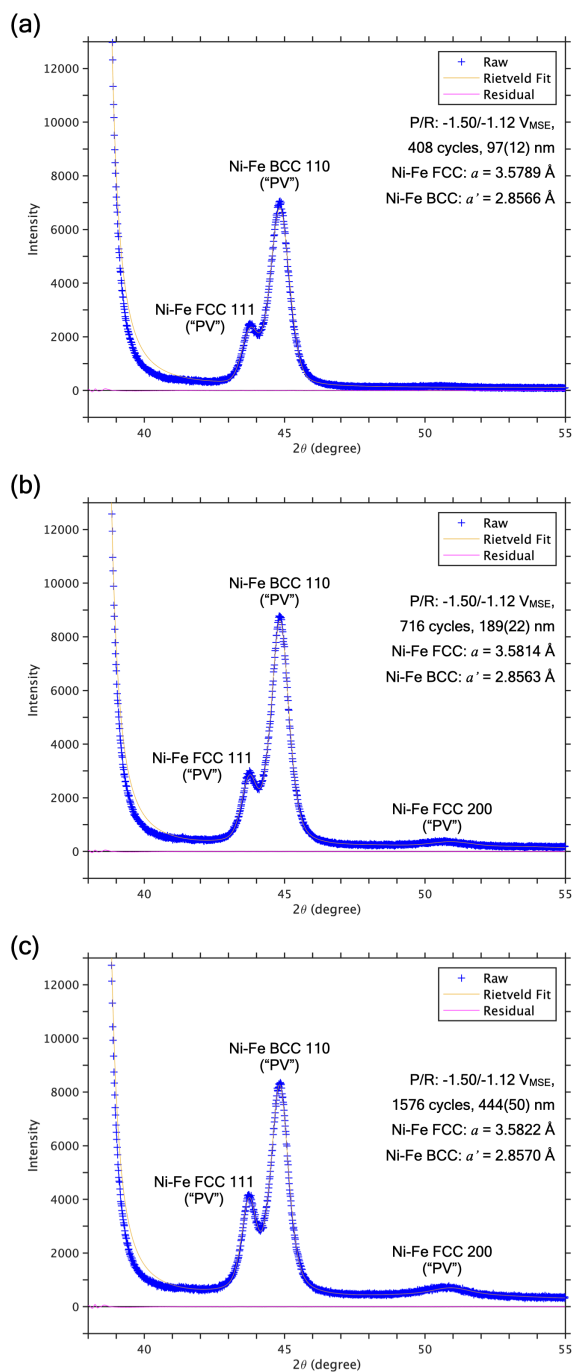 (a)
12000
10000
8000
6000
4000
2000
0
Intensity
40
45
50
55
2θ (degree)
Raw
Rietveld Fit
Residual
P/R: -1.50/-1.12 VMSE,
408 cycles, 97(12) nm
Ni-Fe FCC: a = 3.5789 Å
Ni-Fe BCC: a’ = 2.8566 Å
Ni-Fe BCC 110
(“PV”)
Ni-Fe FCC 111
(“PV”)
(b)
12000
10000
8000
6000
4000
2000
0
Intensity
40
45
50
55
2θ (degree)
Raw
Rietveld Fit
Residual
P/R: -1.50/-1.12 VMSE,
716 cycles, 189(22) nm
Ni-Fe FCC: a = 3.5814 Å
Ni-Fe BCC: a’ = 2.8563 Å
Ni-Fe BCC 110
(“PV”)
Ni-Fe FCC 111
(“PV”)
Ni-Fe FCC 200
(“PV”)
(c)
12000
10000
8000
6000
4000
2000
0
Intensity
40
45
50
55
2θ (degree)
Raw
Rietveld Fit
Residual
P/R: -1.50/-1.12 VMSE,
1576 cycles, 444(50) nm
Ni-Fe FCC: a = 3.5822 Å
Ni-Fe BCC: a’ = 2.8570 Å
Ni-Fe BCC 110
(“PV”)
Ni-Fe FCC 111
(“PV”)
Ni-Fe FCC 200
(“PV”)